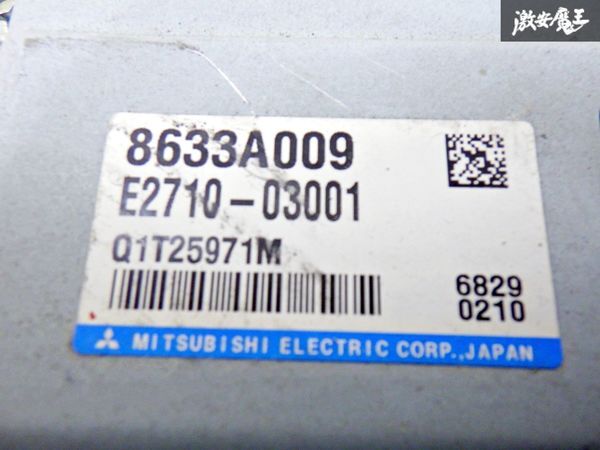 激安魔王
8633A009
E2710-03001
Q1T25971M
6829
0210
MITSUBISHI ELECTRIC CORP.,JAPAN